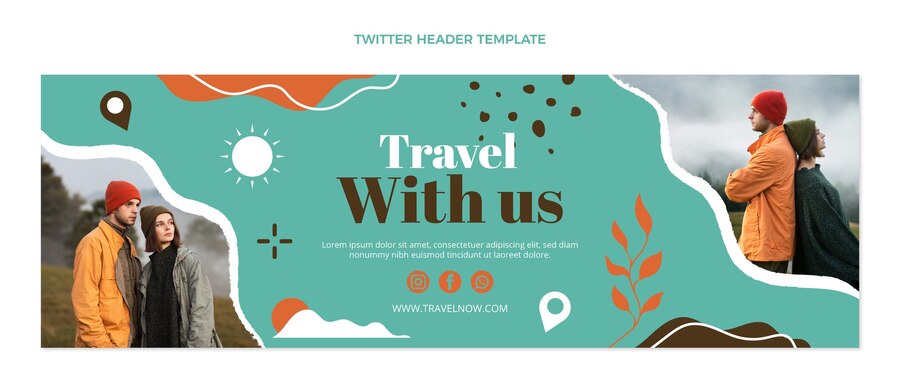 TWITTER HEADER TEMPLATE
Travel
With us
Lorem ipsum dolor sit amet, consectetuer adipiscing elit, sed diam
nonummy nibh euismod tincidunt ut laoreet dolore.
WWW.TRAVELNOW.COM